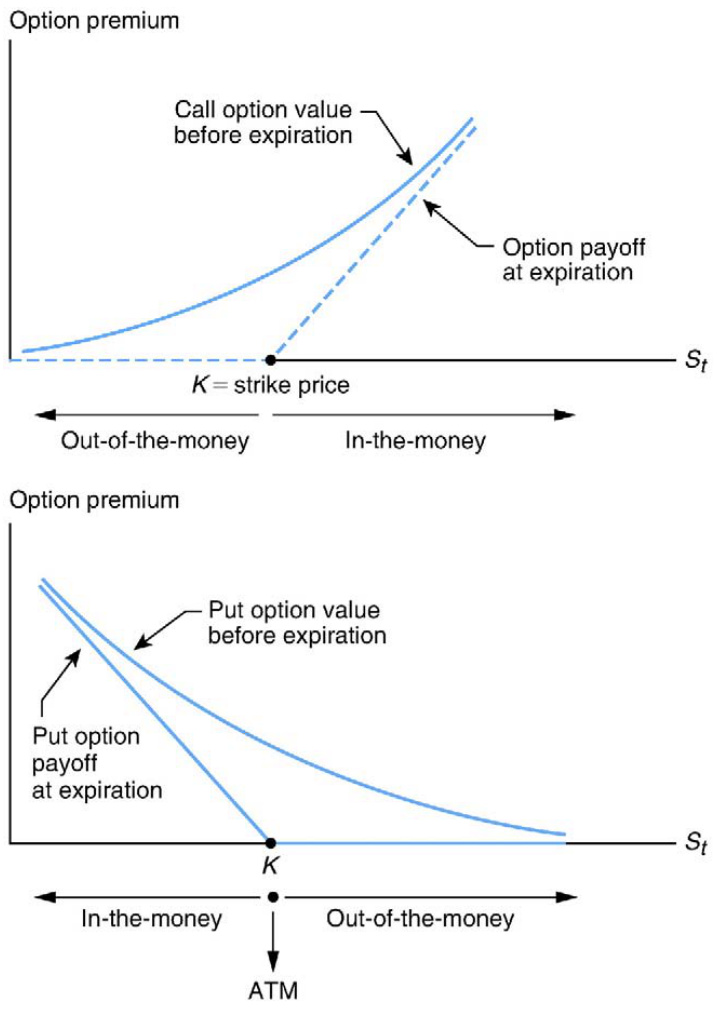 Option premium
Call option value
before expiration
Option payoff
at expiration
St
K = strike price
Out-of-the-money
In-the-money
Option premium
Put option value
before expiration
Put option
payoff
at expiration
St
K
In-the-money
Out-of-the-money
ATM